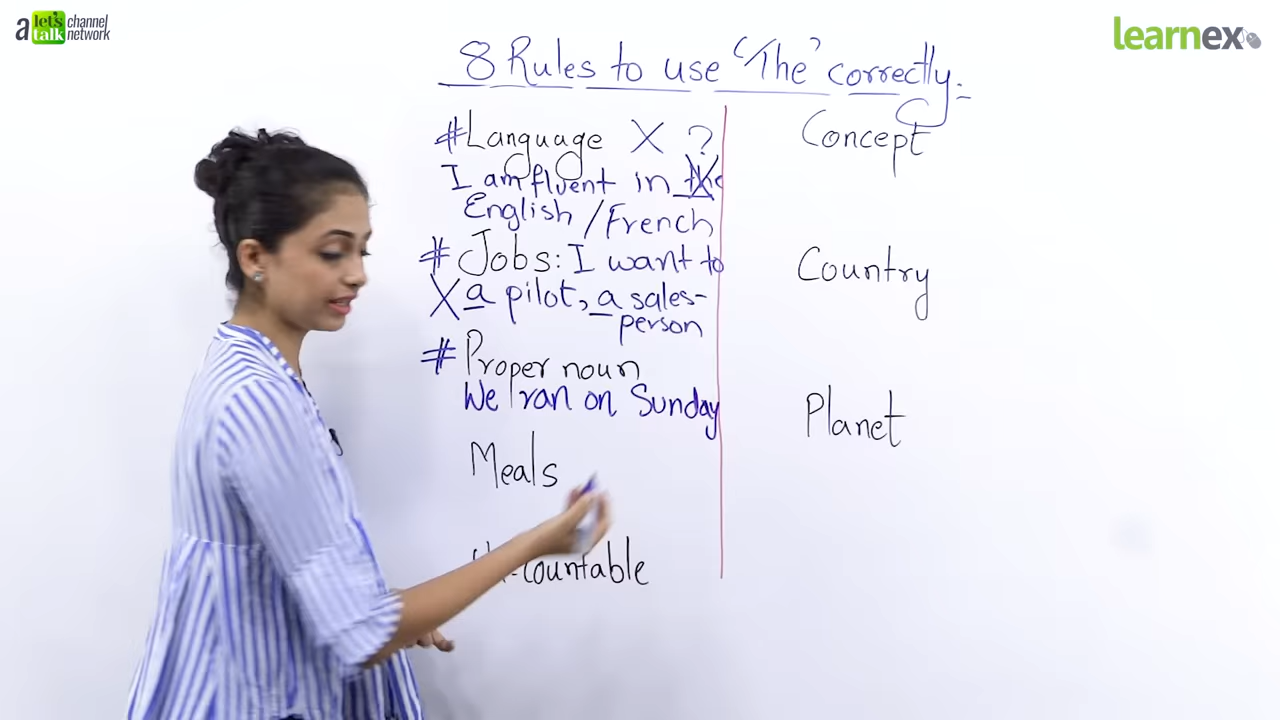 a let's talk channel network
learnex
8 Rules to use 'The' correctly.
#Language X ?
I am fluent in the
English / French
# Jobs: I want to
X a pilot, a sales-
person
# Proper noun
We ran on Sunday
Meals
countable
Concept
Country
Planet